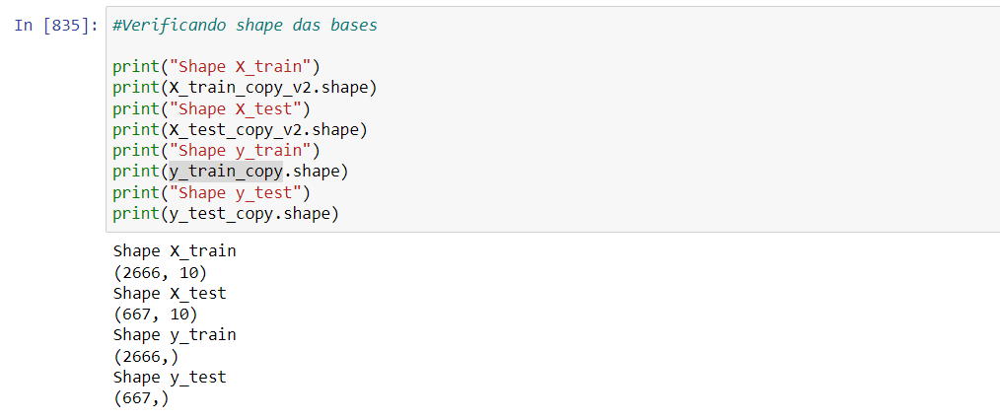 In [835]: #Verificando shape das bases
print("Shape X_train")
print(X_train_copy_v2.shape)
print("Shape X_test")
print(X_test_copy_v2.shape)
print("Shape y_train")
print(y_train_copy.shape)
print("Shape y_test")
print(y_test_copy.shape)
Shape X_train
(2666, 10)
Shape X_test
(667, 10)
Shape y_train
(2666,)
Shape y_test
(667,)